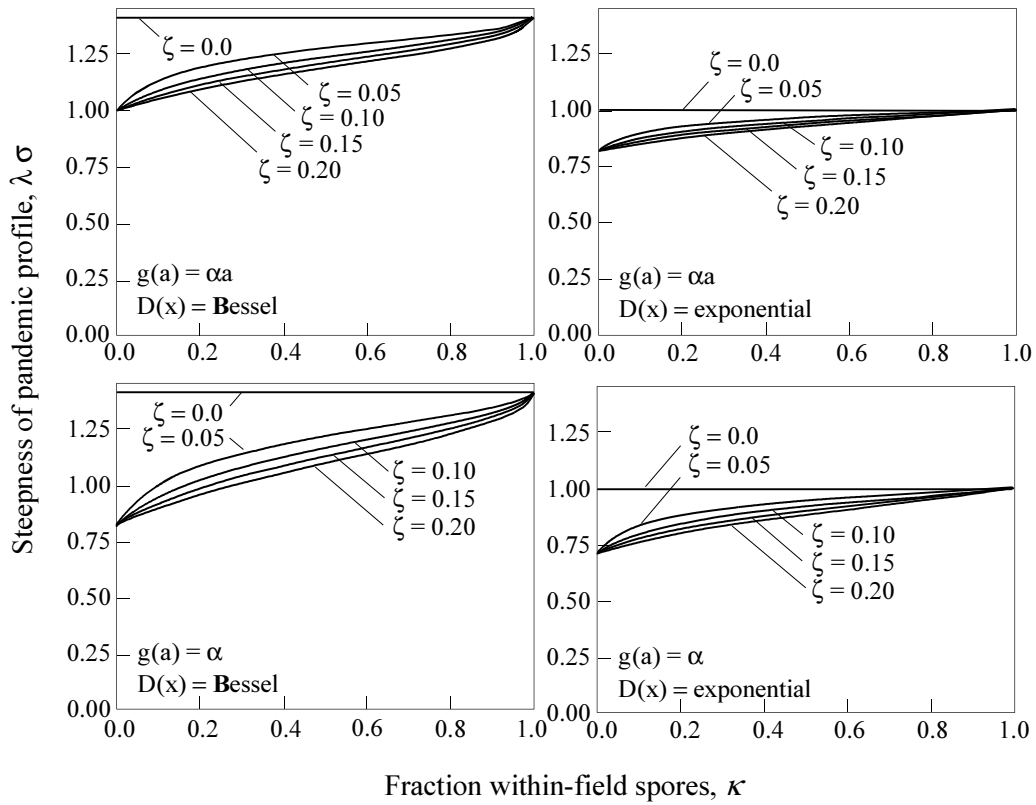 Steepness of pandemic profile, λ σ
1.25
1.00
0.75
0.50
0.25
0.00
ζ = 0.0
ζ = 0.05
ζ = 0.10
ζ = 0.15
ζ = 0.20
g(a) = αa
D(x) = Bessel
0.0 0.2 0.4 0.6 0.8 1.0
1.25
1.00
0.75
0.50
0.25
0.00
ζ = 0.0
ζ = 0.05
ζ = 0.10
ζ = 0.15
ζ = 0.20
g(a) = αa
D(x) = exponential
0.0 0.2 0.4 0.6 0.8 1.0
1.25
1.00
0.75
0.50
0.25
0.00
ζ = 0.0
ζ = 0.05
ζ = 0.10
ζ = 0.15
ζ = 0.20
g(a) = α
D(x) = Bessel
0.0 0.2 0.4 0.6 0.8 1.0
1.25
1.00
0.75
0.50
0.25
0.00
ζ = 0.0
ζ = 0.05
ζ = 0.10
ζ = 0.15
ζ = 0.20
g(a) = α
D(x) = exponential
0.0 0.2 0.4 0.6 0.8 1.0
Fraction within-field spores, κ